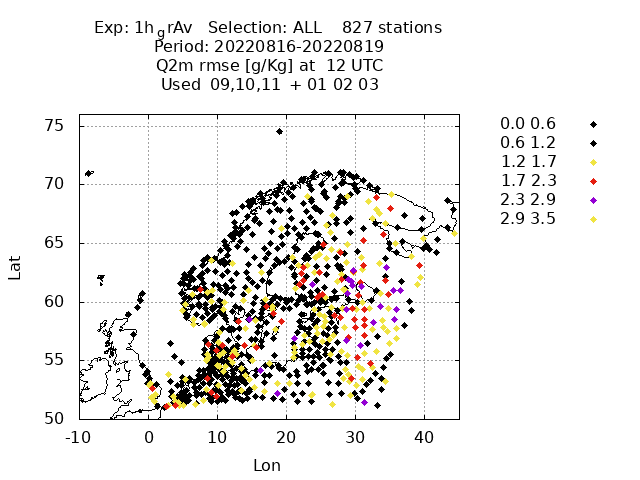 Exp: 1h grAv Selection: ALL 827 stations
Period: 20220816-20220819
Q2m rmse [g/Kg] at 12 UTC
Used 09,10,11 + 01 02 03
0.0 0.6
0.6 1.2
1.2 1.7
1.7 2.3
2.3 2.9
2.9 3.5
75
70
65
60
55
50
Lat
-10 0 10 20 30 40
Lon